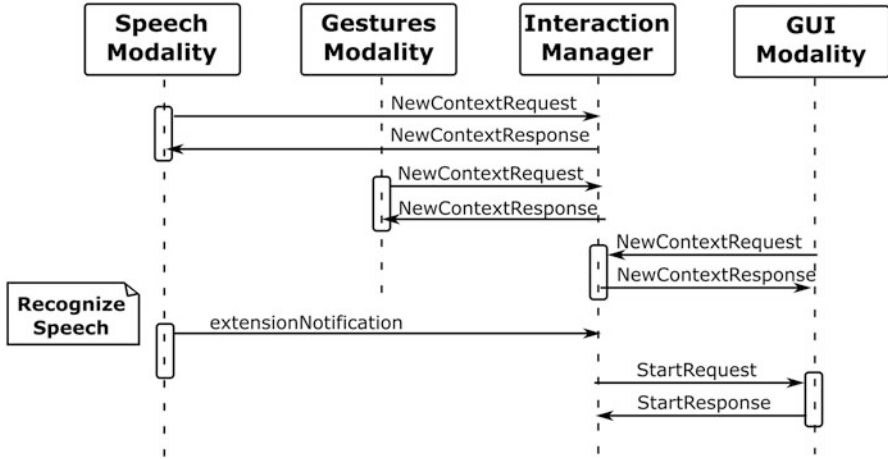 Speech
Modality
Gestures
Modality
Interaction
Manager
GUI
Modality
NewContextRequest
NewContextResponse
NewContextRequest
NewContextResponse
NewContextRequest
NewContextResponse
Recognize
Speech
extensionNotification
StartRequest
StartResponse